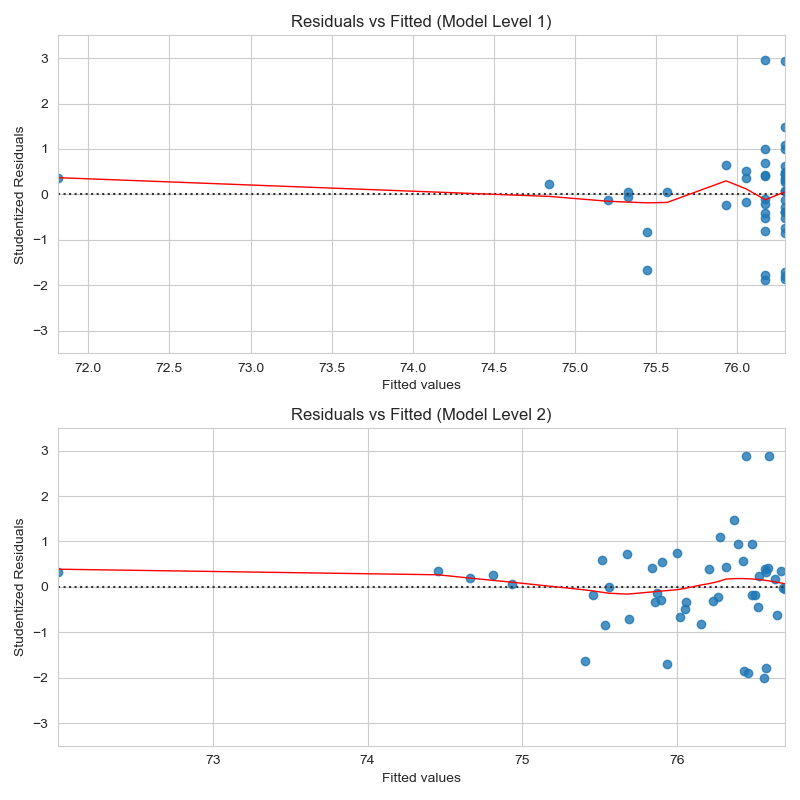 Residuals vs Fitted (Model Level 1)
3
2
1
0
−1
−2
−3
Studentized Residuals
72.0 72.5 73.0 73.5 74.0 74.5 75.0 75.5 76.0
Fitted values
Residuals vs Fitted (Model Level 2)
3
2
1
0
−1
−2
−3
Studentized Residuals
73 74 75 76
Fitted values